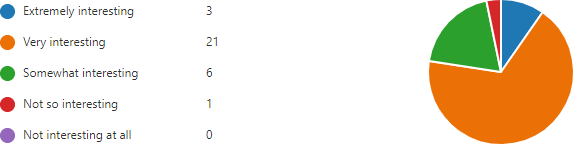 Extremely interesting 3
Very interesting 21
Somewhat interesting 6
Not so interesting 1
Not interesting at all 0